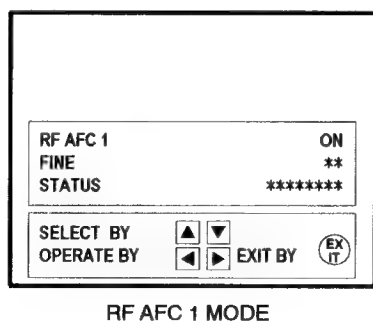 RF AFC 1 ON
FINE **
STATUS ********
SELECT BY ▲ ▼
OPERATE BY ◀ ▶ EXIT BY EXIT
RF AFC 1 MODE